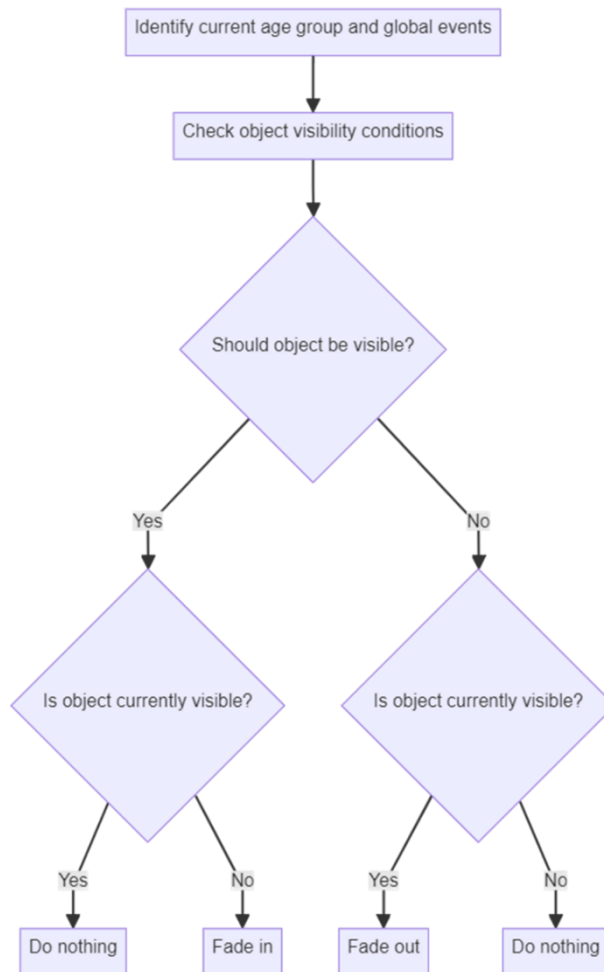 Identify current age group and global events
Check object visibility conditions
Should object be visible?
Yes
No
Is object currently visible?
Is object currently visible?
Yes
No
Yes
No
Do nothing
Fade in
Fade out
Do nothing